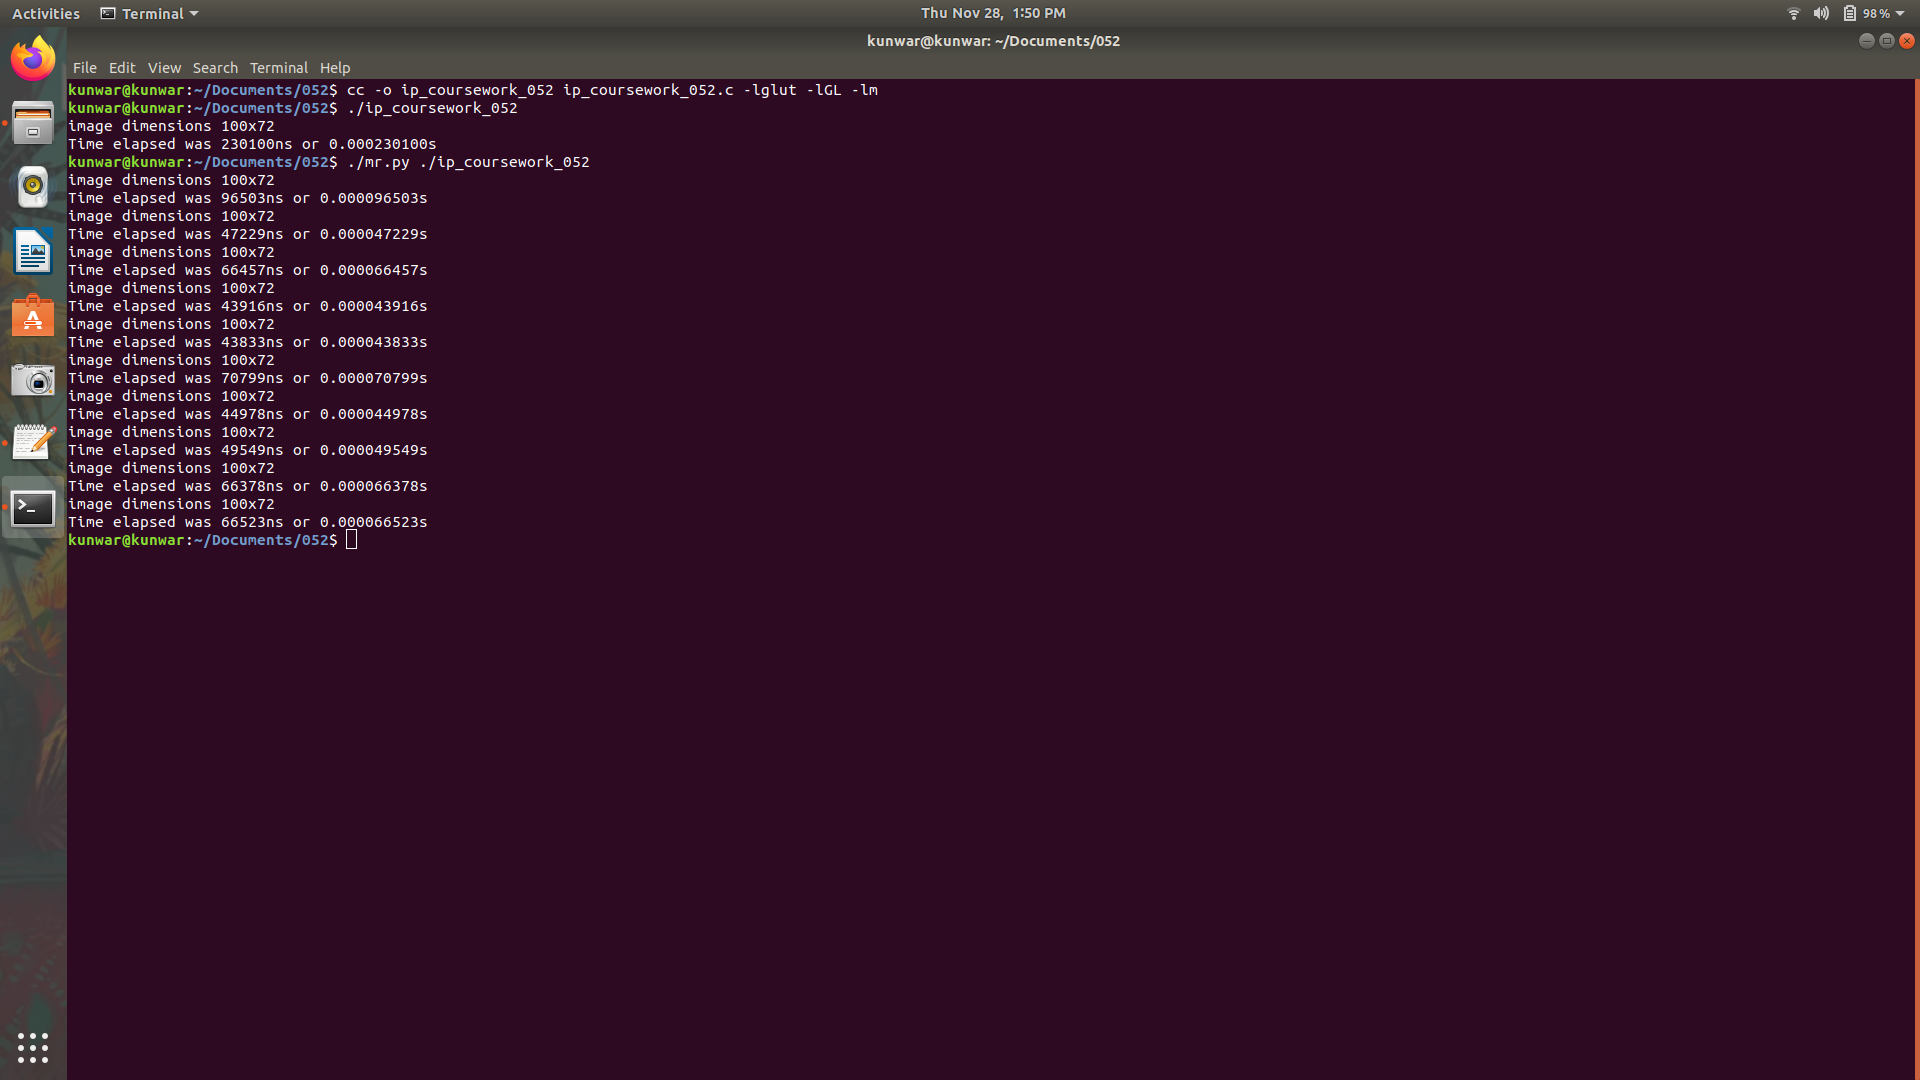 Activities Terminal Thu Nov 28, 1:50 PM 98%
kunwar@kunwar: ~/Documents/052
File Edit View Search Terminal Help
kunwar@kunwar:~/Documents/052$ cc -o ip_coursework_052 ip_coursework_052.c -lglut -lGL -lm
kunwar@kunwar:~/Documents/052$ ./ip_coursework_052
image dimensions 100x72
Time elapsed was 230100ns or 0.000230100s
kunwar@kunwar:~/Documents/052$ ./mr.py ./ip_coursework_052
image dimensions 100x72
Time elapsed was 96503ns or 0.000096503s
image dimensions 100x72
Time elapsed was 47229ns or 0.000047229s
image dimensions 100x72
Time elapsed was 66457ns or 0.000066457s
image dimensions 100x72
Time elapsed was 43916ns or 0.000043916s
image dimensions 100x72
Time elapsed was 43833ns or 0.000043833s
image dimensions 100x72
Time elapsed was 70799ns or 0.000070799s
image dimensions 100x72
Time elapsed was 44978ns or 0.000044978s
image dimensions 100x72
Time elapsed was 49549ns or 0.000049549s
image dimensions 100x72
Time elapsed was 66378ns or 0.000066378s
image dimensions 100x72
Time elapsed was 66523ns or 0.000066523s
kunwar@kunwar:~/Documents/052$